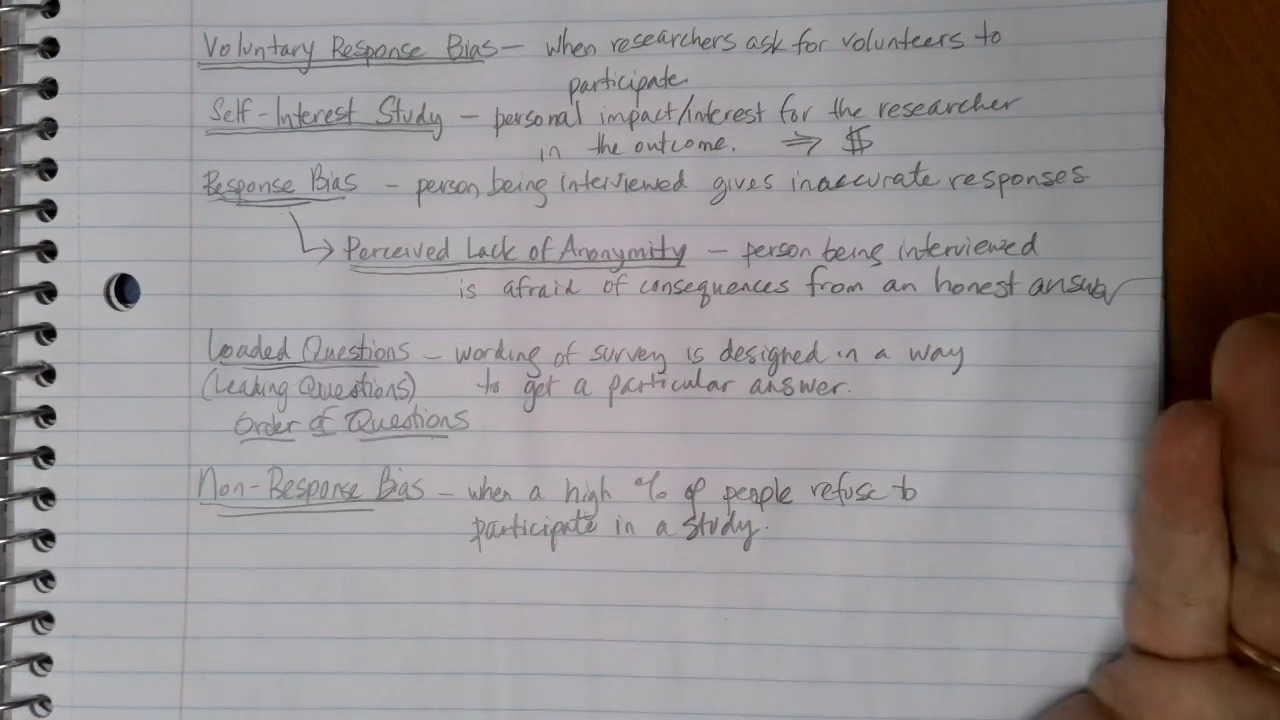 Voluntary Response Bias – when researchers ask for volunteers to
participate.
Self-Interest Study – personal impact/interest for the researcher
in the outcome. ⇒ $
Response Bias – person being interviewed gives inaccurate responses
↳ Perceived Lack of Anonymity – person being interviewed
is afraid of consequences from an honest answer
Loaded Questions – wording of survey is designed in a way
(Leading Questions) to get a particular answer.
Order of Questions
Non-Response Bias – when a high % of people refuse to
participate in a study.